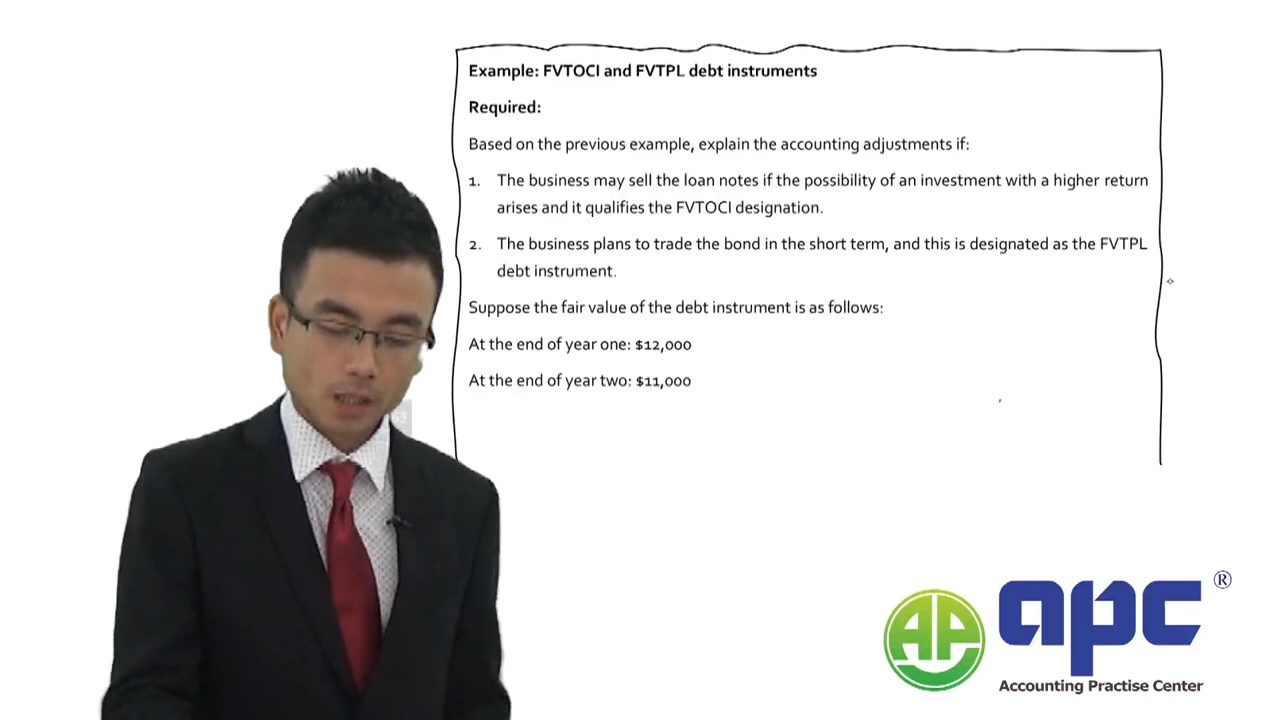 Example: FVTOCI and FVTPL debt instruments
Required:
Based on the previous example, explain the accounting adjustments if:
1. The business may sell the loan notes if the possibility of an investment with a higher return
arises and it qualifies the FVTOCI designation.
2. The business plans to trade the bond in the short term, and this is designated as the FVTPL
debt instrument.
Suppose the fair value of the debt instrument is as follows:
At the end of year one: $12,000
At the end of year two: $11,000
AP
apc ®
Accounting Practise Center